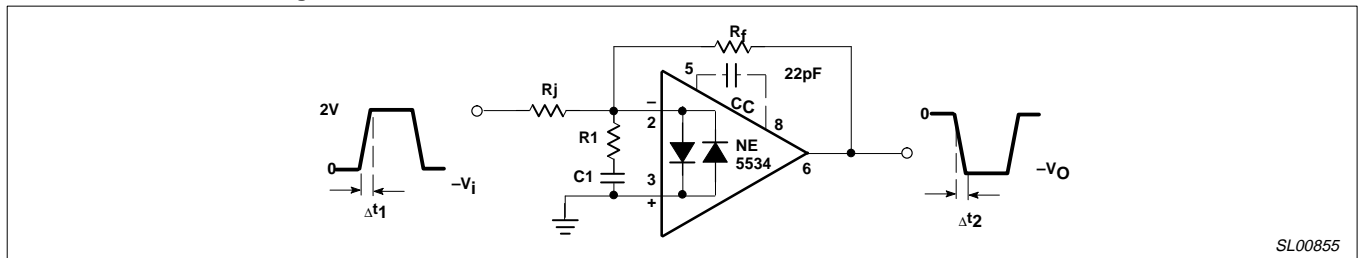 Rf
5
22pF
Rj
CC
2V
–
2
8
R1
NE
5534
0
0
6
C1
3
–Vi
–VO
+
Δt1
Δt2
SL00855